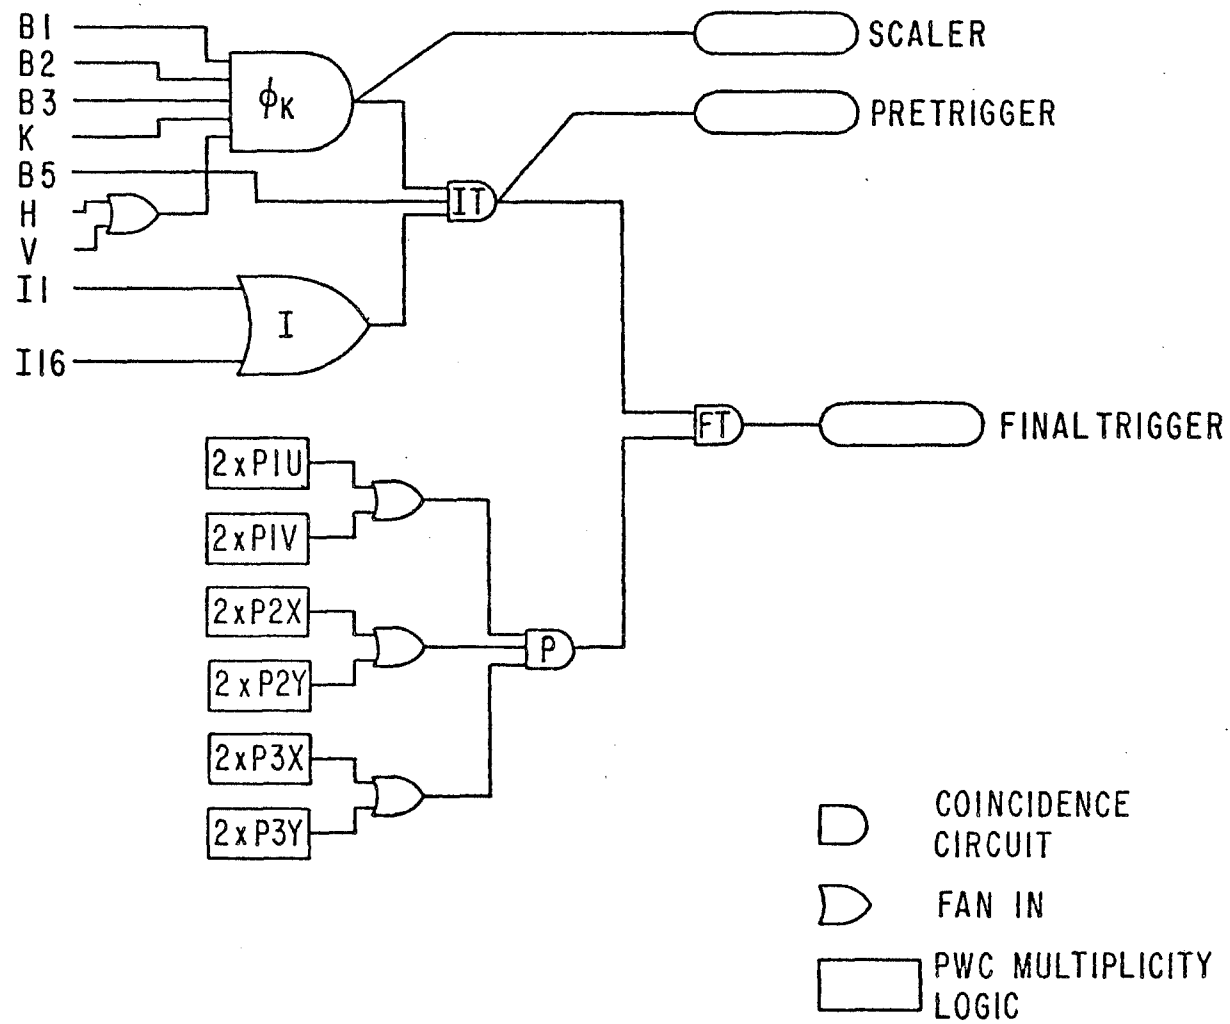 B1
SCALER
B2
B3
ϕK
K
PRETRIGGER
B5
IT
H
V
I1
I
I16
FT
FINAL TRIGGER
2xP1U
2xP1V
2xP2X
P
2xP2Y
2xP3X
2xP3Y
COINCIDENCE
CIRCUIT
FAN IN
PWC MULTIPLICITY
LOGIC